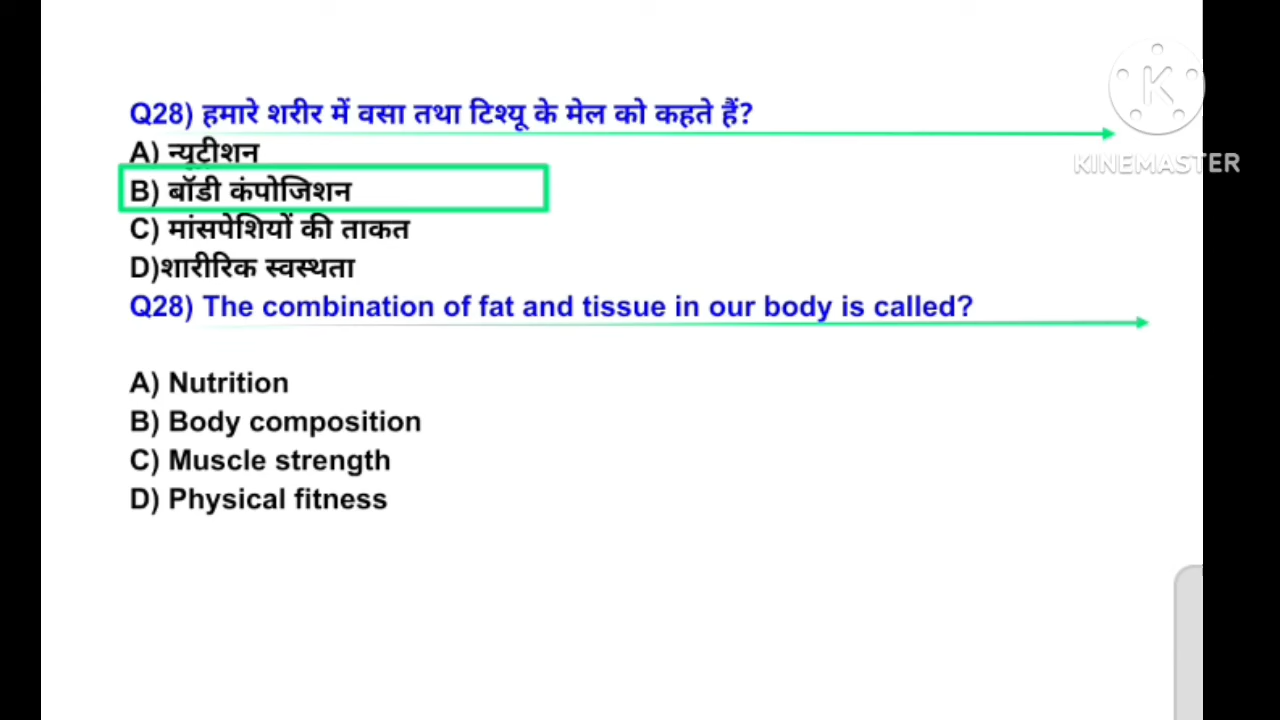 Q28) हमारे शरीर में वसा तथा टिश्यू के मेल को कहते हैं?
A) न्यूट्रीशन
B) बॉडी कंपोजिशन
C) मांसपेशियों की ताकत
D)शारीरिक स्वस्थता
Q28) The combination of fat and tissue in our body is called?
A) Nutrition
B) Body composition
C) Muscle strength
D) Physical fitness
K
KINEMASTER